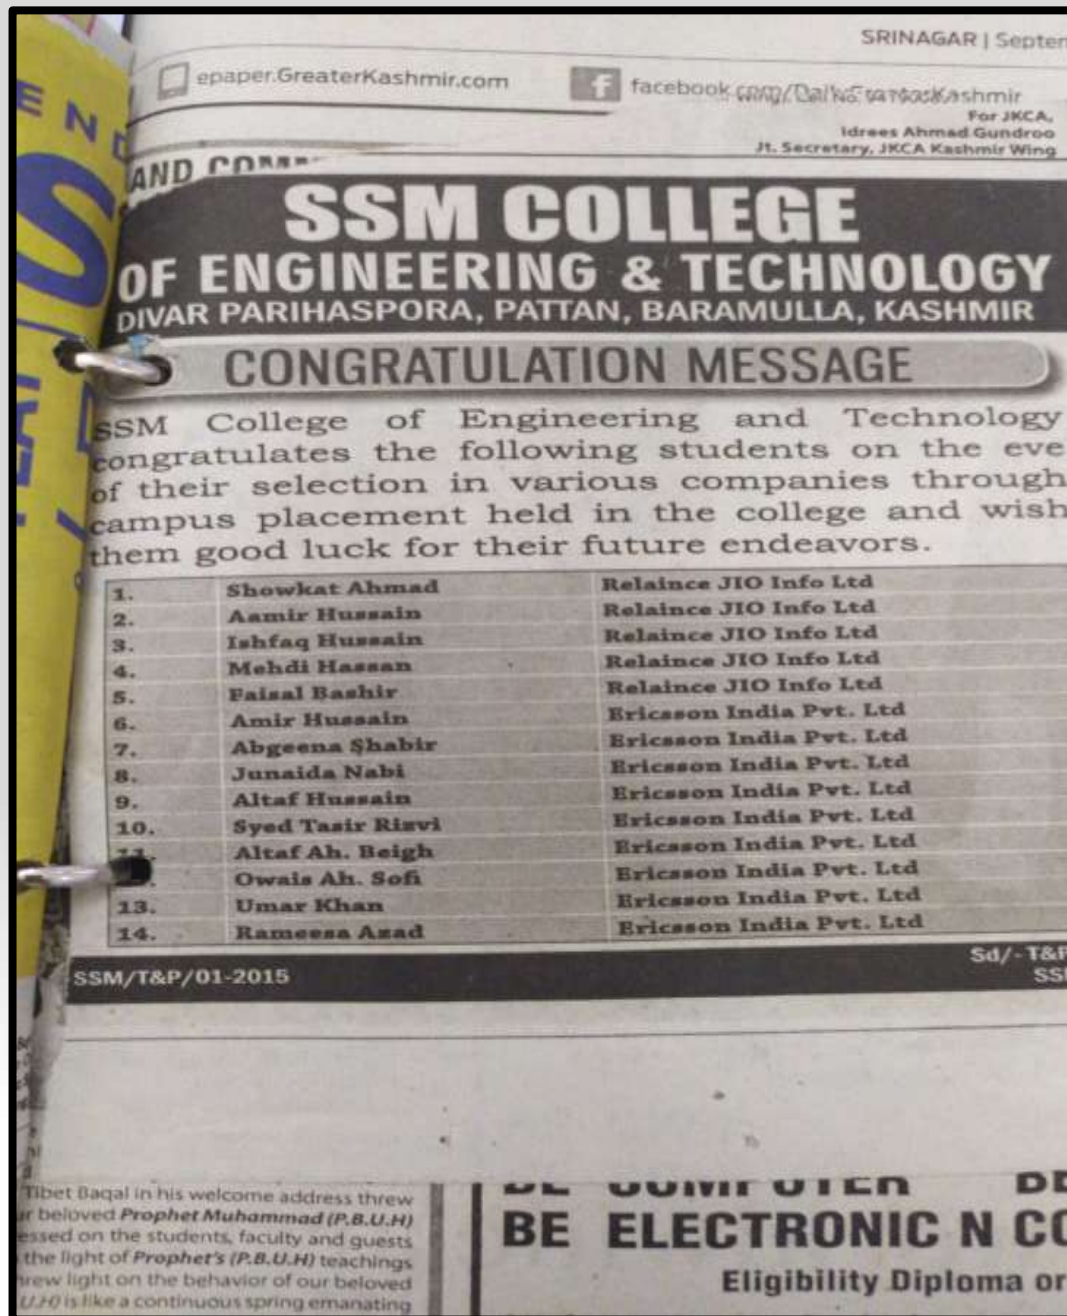 SRINAGAR | Septem
epaper.GreaterKashmir.com
facebook
For JKCA,
Idrees Ahmad Gundroo
Jt. Secretary, JKCA Kashmir Wing
AND
SSM COLLEGE
OF ENGINEERING & TECHNOLOGY
DIVAR PARIHASPORA, PATTAN, BARAMULLA, KASHMIR
CONGRATULATION MESSAGE
SSM College of Engineering and Technology
congratulates the following students on the eve
of their selection in various companies through
campus placement held in the college and wish
them good luck for their future endeavors.
1. Showkat Ahmad Relaince JIO Info Ltd
2. Aamir Hussain Relaince JIO Info Ltd
3. Ishfaq Hussain Relaince JIO Info Ltd
4. Mehdi Hassan Relaince JIO Info Ltd
5. Faisal Bashir Relaince JIO Info Ltd
6. Amir Hussain Ericsson India Pvt. Ltd
7. Abgeena Shabir Ericsson India Pvt. Ltd
8. Junaida Nabi Ericsson India Pvt. Ltd
9. Altaf Hussain Ericsson India Pvt. Ltd
10. Syed Tasir Rizvi Ericsson India Pvt. Ltd
11. Altaf Ah. Beigh Ericsson India Pvt. Ltd
Owais Ah. Sofi Ericsson India Pvt. Ltd
13. Umar Khan Ericsson India Pvt. Ltd
14. Rameesa Azad Ericsson India Pvt. Ltd
Sd/- T&P
SSM/T&P/01-2015
Tibet Baqal in his welcome address threw
beloved Prophet Muhammad (P.B.U.H)
essed on the students, faculty and guests
the light of Prophet's (P.B.U.H) teachings
light on the behavior of our beloved
is like a continuous spring emanating
BE COMPUTER
BE ELECTRONIC N CO
Eligibility Diploma or